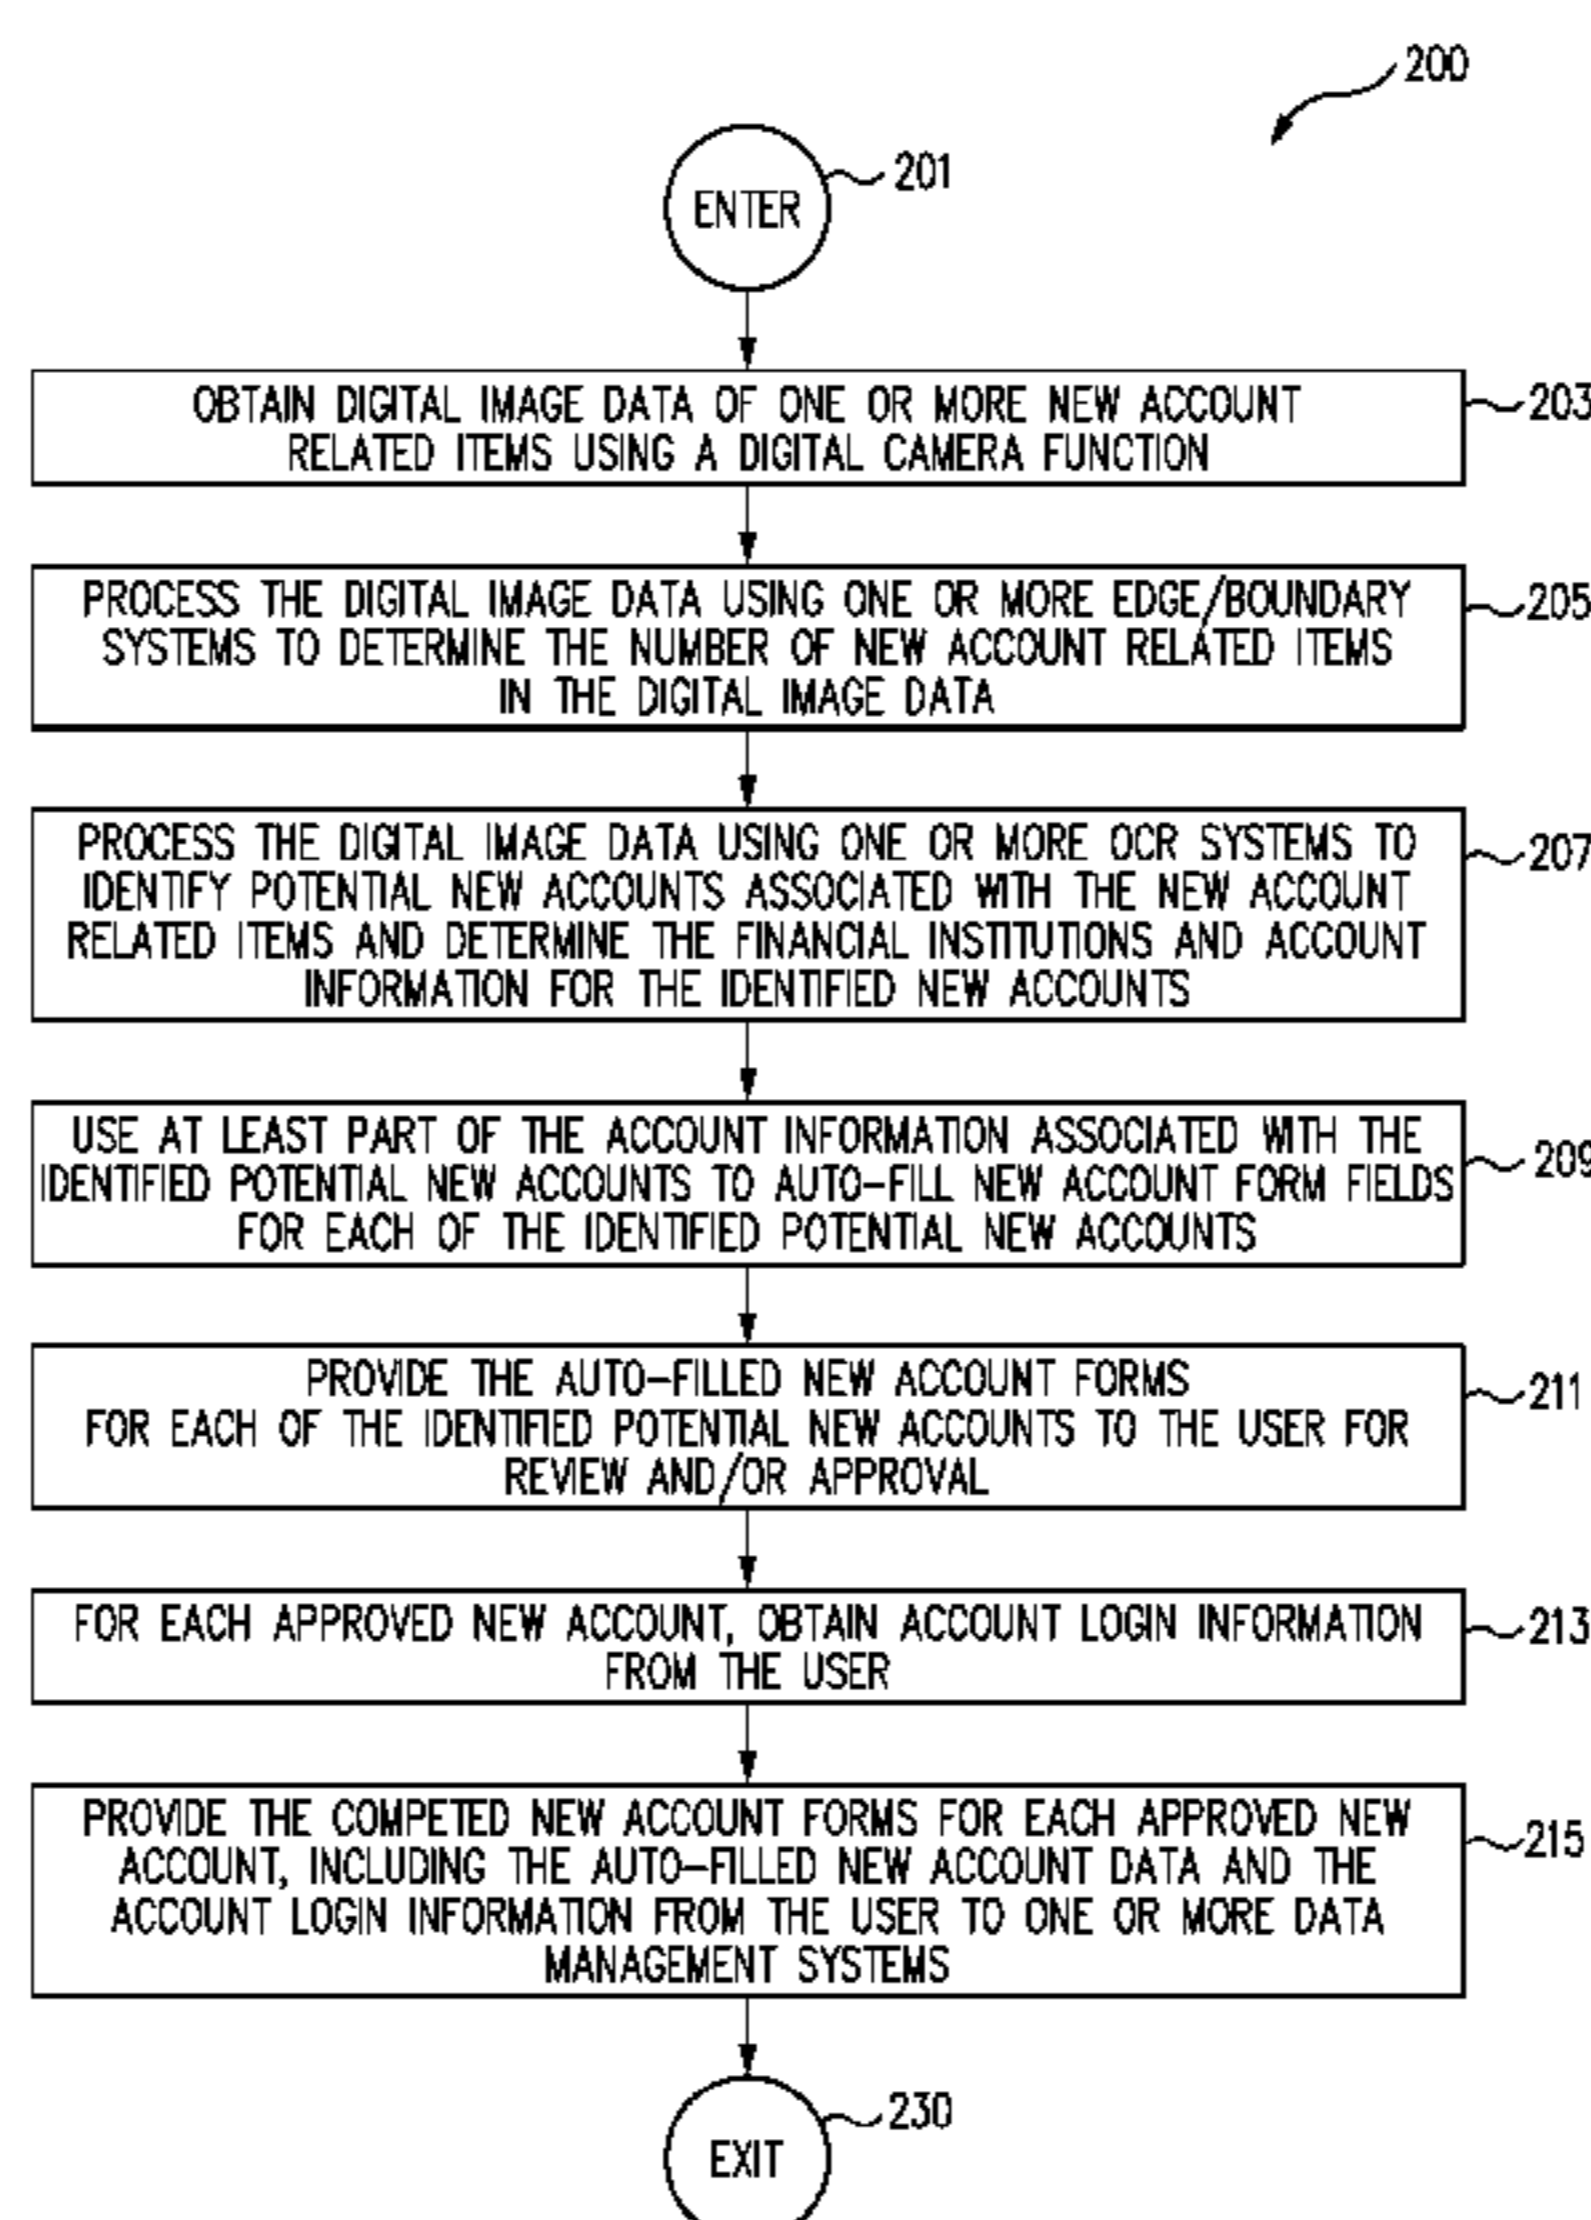 200
ENTER
201
OBTAIN DIGITAL IMAGE DATA OF ONE OR MORE NEW ACCOUNT
RELATED ITEMS USING A DIGITAL CAMERA FUNCTION
203
PROCESS THE DIGITAL IMAGE DATA USING ONE OR MORE EDGE/BOUNDARY
SYSTEMS TO DETERMINE THE NUMBER OF NEW ACCOUNT RELATED ITEMS
IN THE DIGITAL IMAGE DATA
205
PROCESS THE DIGITAL IMAGE DATA USING ONE OR MORE OCR SYSTEMS TO
IDENTIFY POTENTIAL NEW ACCOUNTS ASSOCIATED WITH THE NEW ACCOUNT
RELATED ITEMS AND DETERMINE THE FINANCIAL INSTITUTIONS AND ACCOUNT
INFORMATION FOR THE IDENTIFIED NEW ACCOUNTS
207
USE AT LEAST PART OF THE ACCOUNT INFORMATION ASSOCIATED WITH THE
IDENTIFIED POTENTIAL NEW ACCOUNTS TO AUTO-FILL NEW ACCOUNT FORM FIELDS
FOR EACH OF THE IDENTIFIED POTENTIAL NEW ACCOUNTS
209
PROVIDE THE AUTO-FILLED NEW ACCOUNT FORMS
FOR EACH OF THE IDENTIFIED POTENTIAL NEW ACCOUNTS TO THE USER FOR
REVIEW AND/OR APPROVAL
211
FOR EACH APPROVED NEW ACCOUNT, OBTAIN ACCOUNT LOGIN INFORMATION
FROM THE USER
213
PROVIDE THE COMPETED NEW ACCOUNT FORMS FOR EACH APPROVED NEW
ACCOUNT, INCLUDING THE AUTO-FILLED NEW ACCOUNT DATA AND THE
ACCOUNT LOGIN INFORMATION FROM THE USER TO ONE OR MORE DATA
MANAGEMENT SYSTEMS
215
EXIT
230